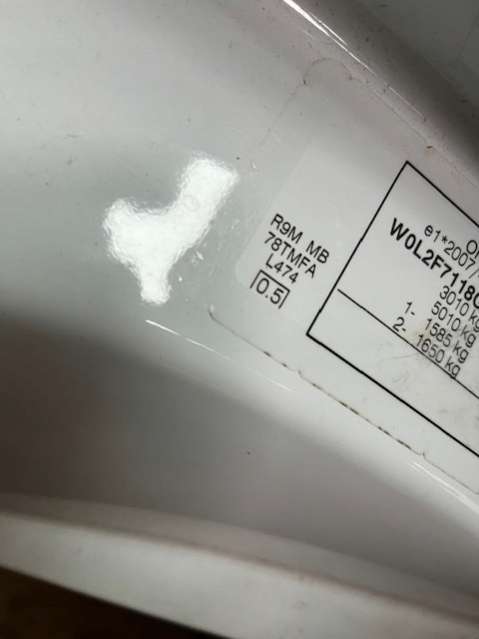 R9M MB
78TMFA
L474
0.5
e1*2007/
W0L2F7118
3010 kg
5010 kg
1- 1585 kg
2- 1650 kg